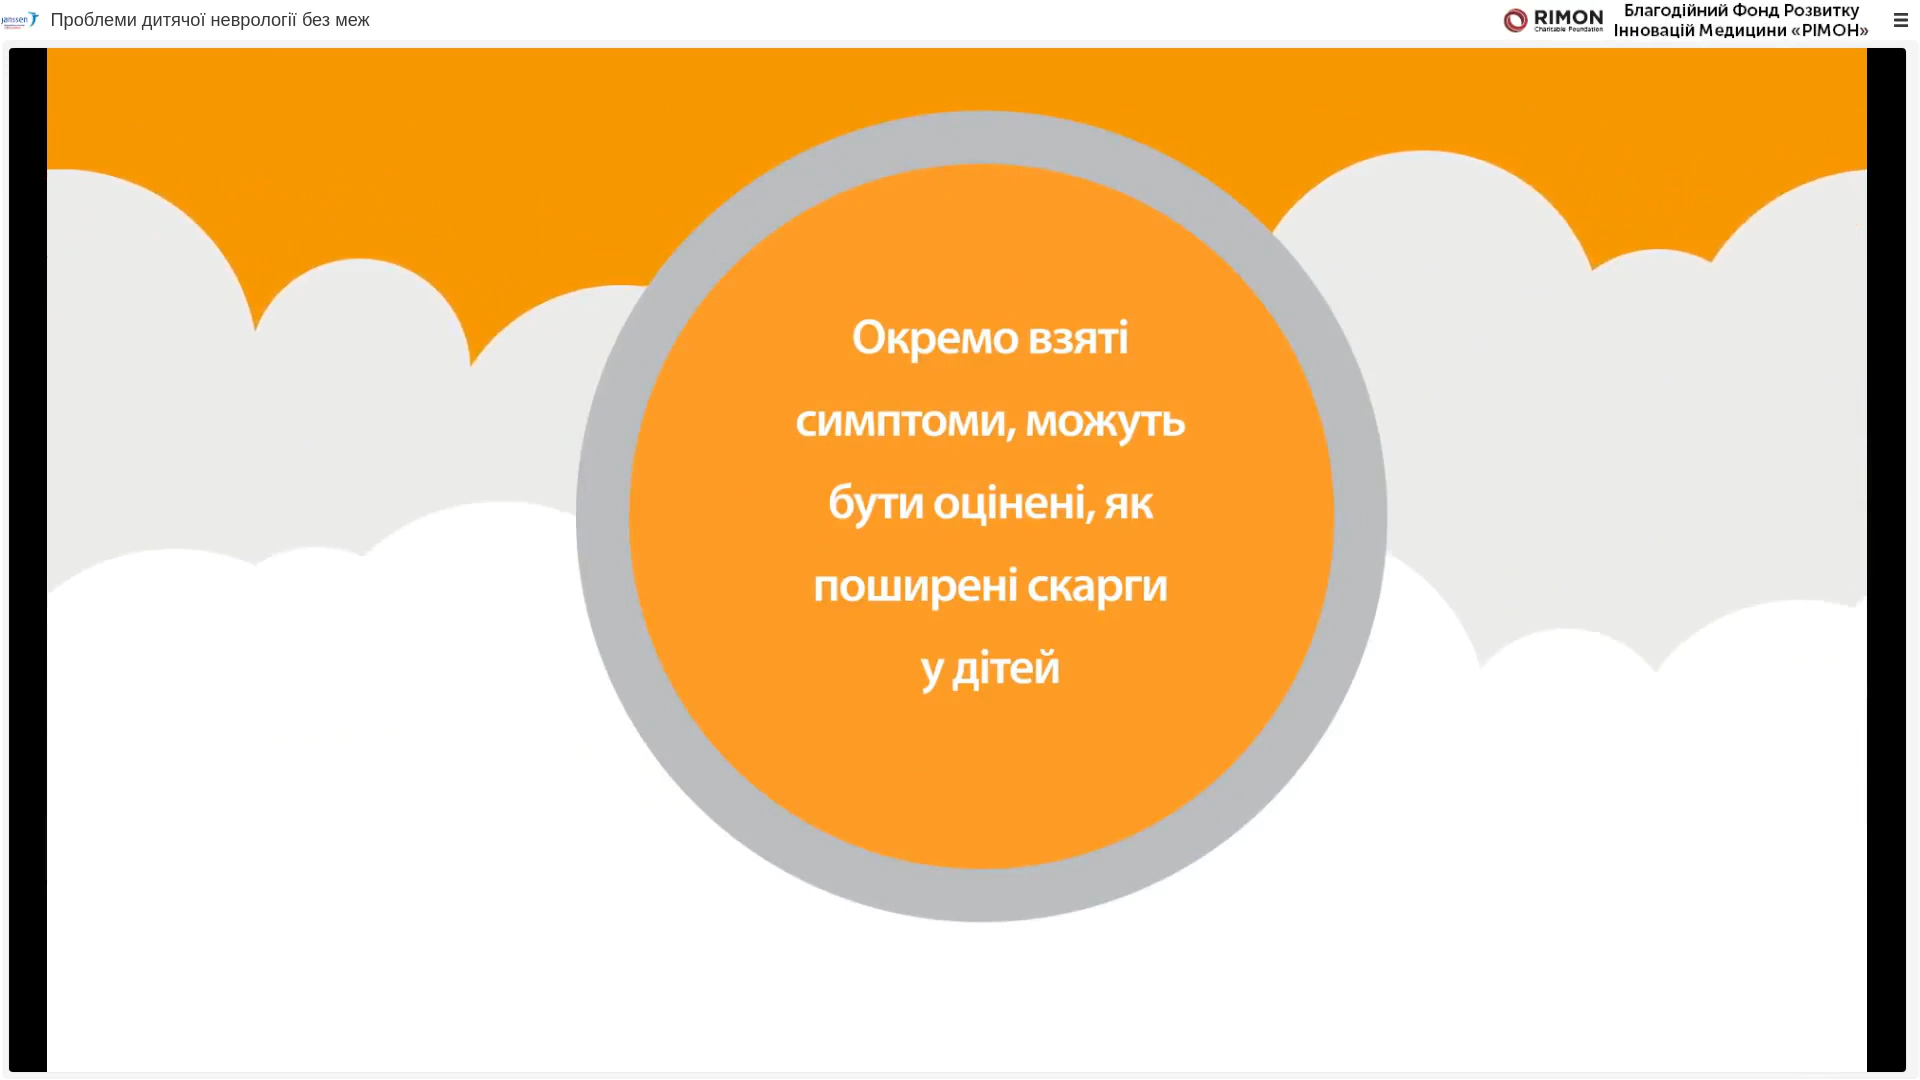 janssen
Проблеми дитячої неврології без меж
RIMON
Charitable Foundation
Благодійний Фонд Розвитку
Інновацій Медицини «РІМОН»
Окремо взяті
симптоми, можуть
бути оцінені, як
поширені скарги
у дітей